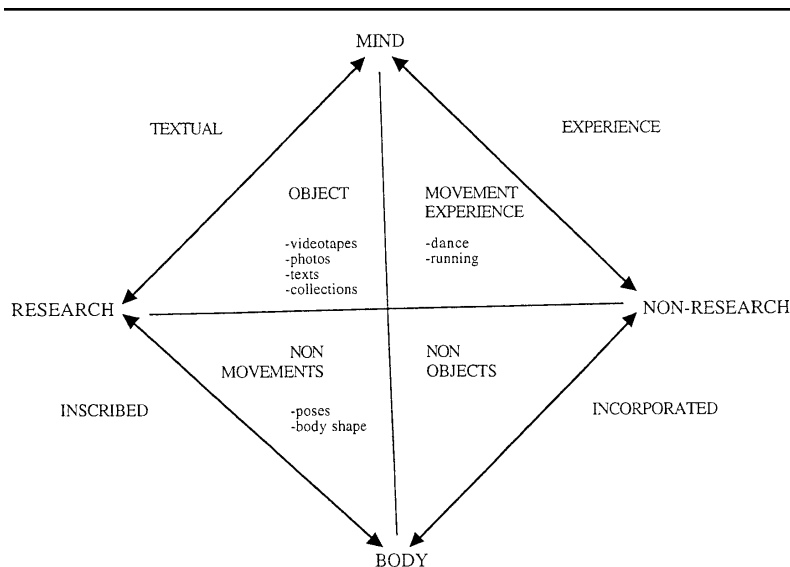 MIND
TEXTUAL
EXPERIENCE
OBJECT
-videotapes
-photos
-texts
-collections
MOVEMENT
EXPERIENCE
-dance
-running
RESEARCH
NON-RESEARCH
NON
MOVEMENTS
-poses
-body shape
NON
OBJECTS
INSCRIBED
INCORPORATED
BODY